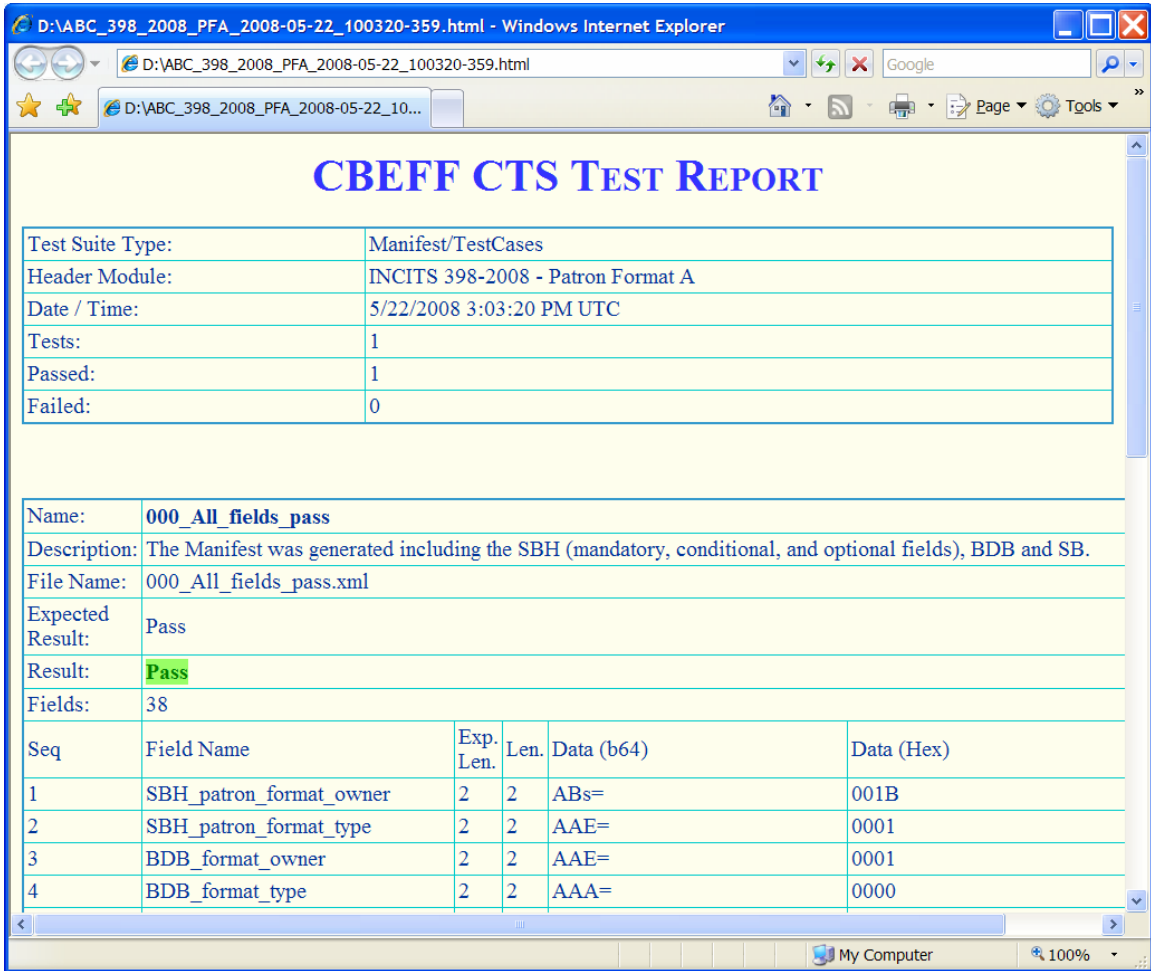 D:\ABC_398_2008_PFA_2008-05-22_100320-359.html - Windows Internet Explorer
D:\ABC_398_2008_PFA_2008-05-22_100320-359.html
Google
D:\ABC_398_2008_PFA_2008-05-22_10...
Page
Tools
»
CBEFF CTS TEST REPORT
Test Suite Type: Manifest/TestCases
Header Module: INCITS 398-2008 - Patron Format A
Date / Time: 5/22/2008 3:03:20 PM UTC
Tests: 1
Passed: 1
Failed: 0
Name: 000_All_fields_pass
Description: The Manifest was generated including the SBH (mandatory, conditional, and optional fields), BDB and SB.
File Name: 000_All_fields_pass.xml
Expected Result: Pass
Result: Pass
Fields: 38
Seq Field Name Exp. Len. Len. Data (b64) Data (Hex)
1 SBH_patron_format_owner 2 2 ABs= 001B
2 SBH_patron_format_type 2 2 AAE= 0001
3 BDB_format_owner 2 2 AAE= 0001
4 BDB_format_type 2 2 AAA= 0000
My Computer
100%